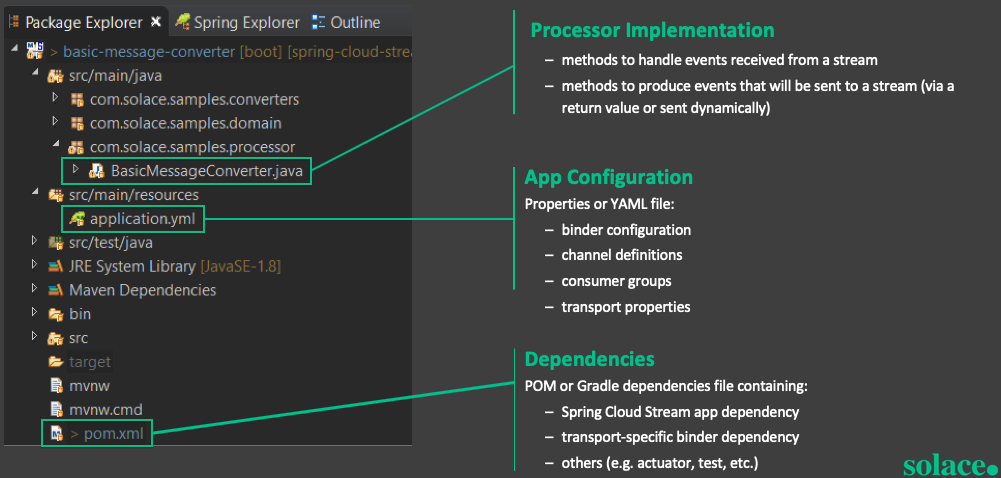 Package Explorer
Spring Explorer
Outline
> basic-message-converter [boot] [spring-cloud-strea
src/main/java
com.solace.samples.converters
com.solace.samples.domain
com.solace.samples.processor
BasicMessageConverter.java
src/main/resources
application.yml
src/test/java
JRE System Library [JavaSE-1.8]
Maven Dependencies
bin
src
target
mvnw
mvnw.cmd
> pom.xml
Processor Implementation
– methods to handle events received from a stream
– methods to produce events that will be sent to a stream (via a
return value or sent dynamically)
App Configuration
Properties or YAML file:
– binder configuration
– channel definitions
– consumer groups
– transport properties
Dependencies
POM or Gradle dependencies file containing:
– Spring Cloud Stream app dependency
– transport-specific binder dependency
– others (e.g. actuator, test, etc.)
solace.